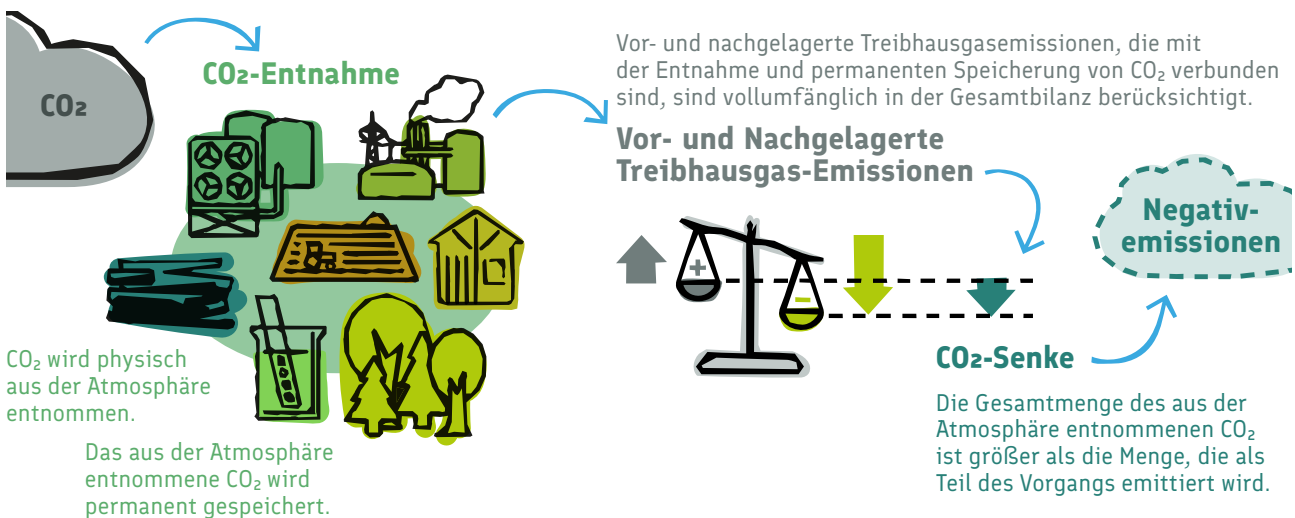 CO₂
CO₂-Entnahme
CO₂ wird physisch
aus der Atmosphäre
entnommen.
Das aus der Atmosphäre
entnommene CO₂ wird
permanent gespeichert.
Vor- und nachgelagerte Treibhausgasemissionen, die mit
der Entnahme und permanenten Speicherung von CO₂ verbunden
sind, sind vollumfänglich in der Gesamtbilanz berücksichtigt.
Vor- und Nachgelagerte
Treibhausgas-Emissionen
+
–
CO₂-Senke
Die Gesamtmenge des aus der
Atmosphäre entnommenen CO₂
ist größer als die Menge, die als
Teil des Vorgangs emittiert wird.
Negativ-
emissionen